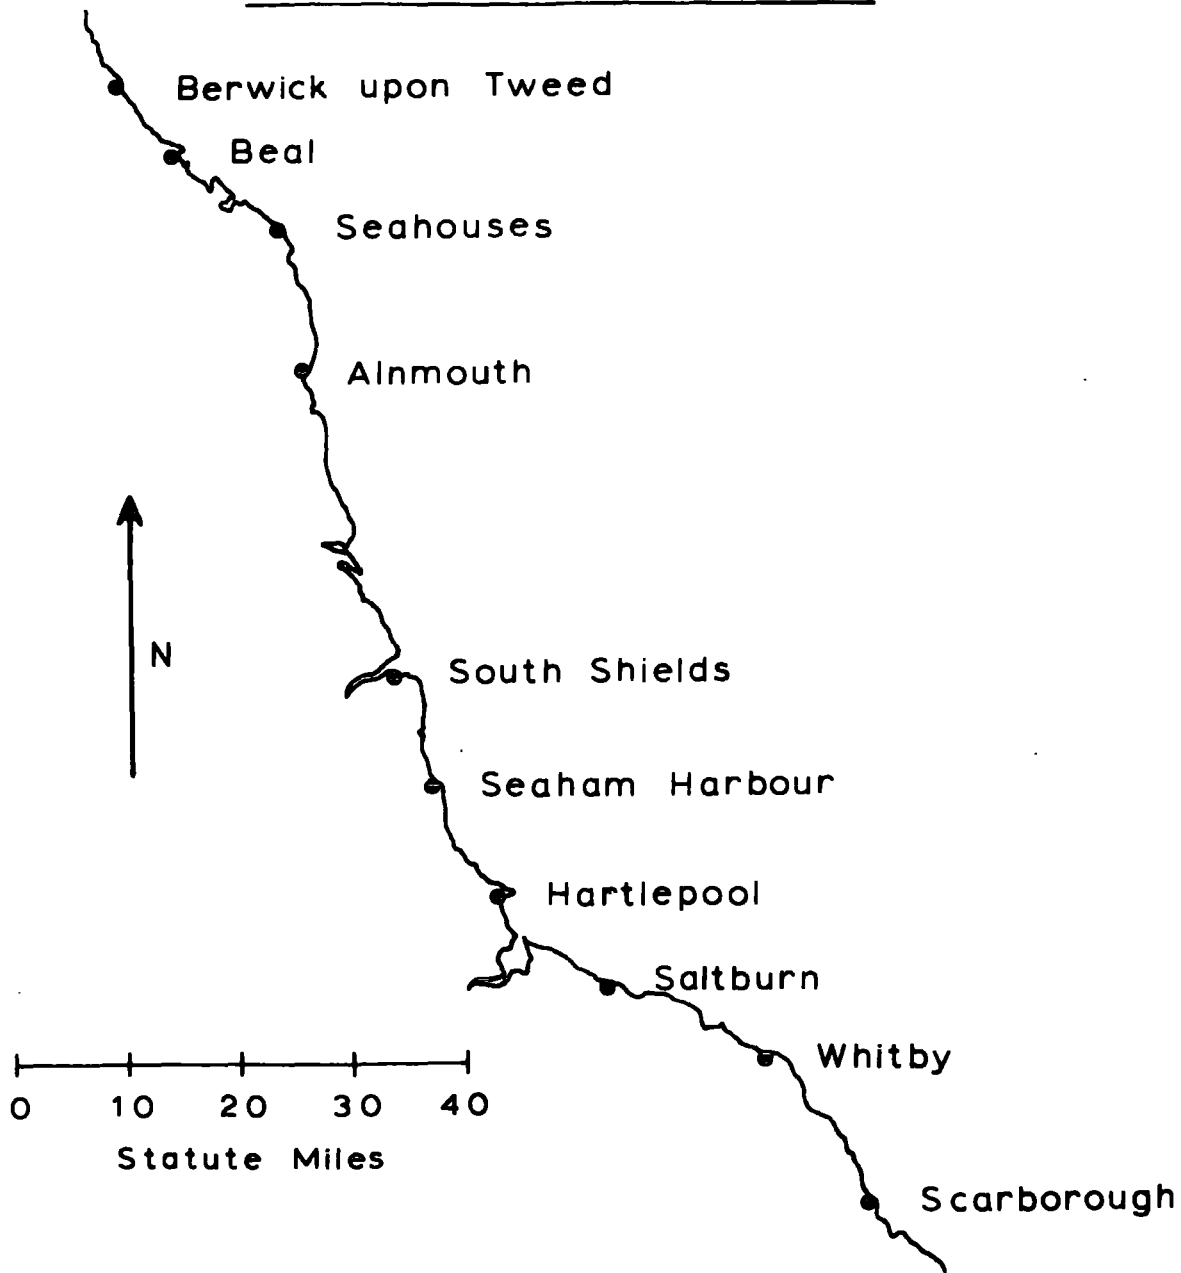 Berwick upon Tweed
Beal
Seahouses
Alnmouth
N
South Shields
Seaham Harbour
Hartlepool
Saltburn
Whitby
0 10 20 30 40
Statute Miles
Scarborough